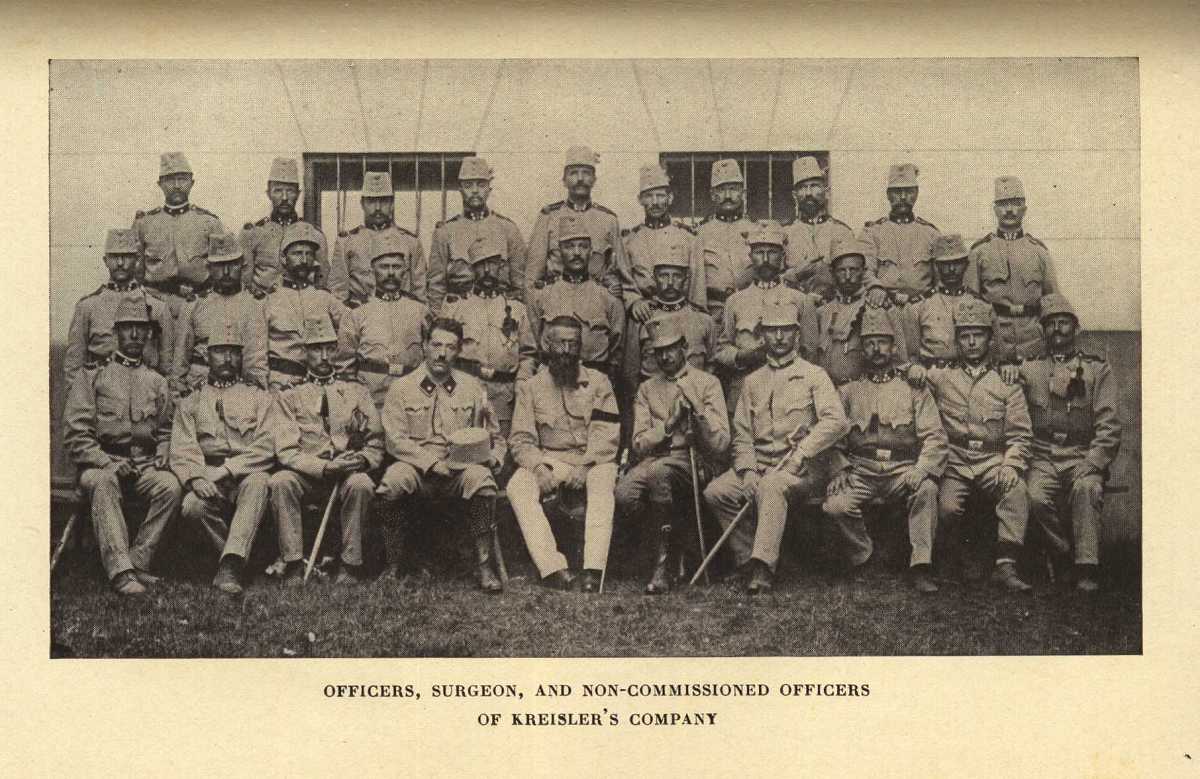 OFFICERS, SURGEON, AND NON-COMMISSIONED OFFICERS
OF KREISLER'S COMPANY